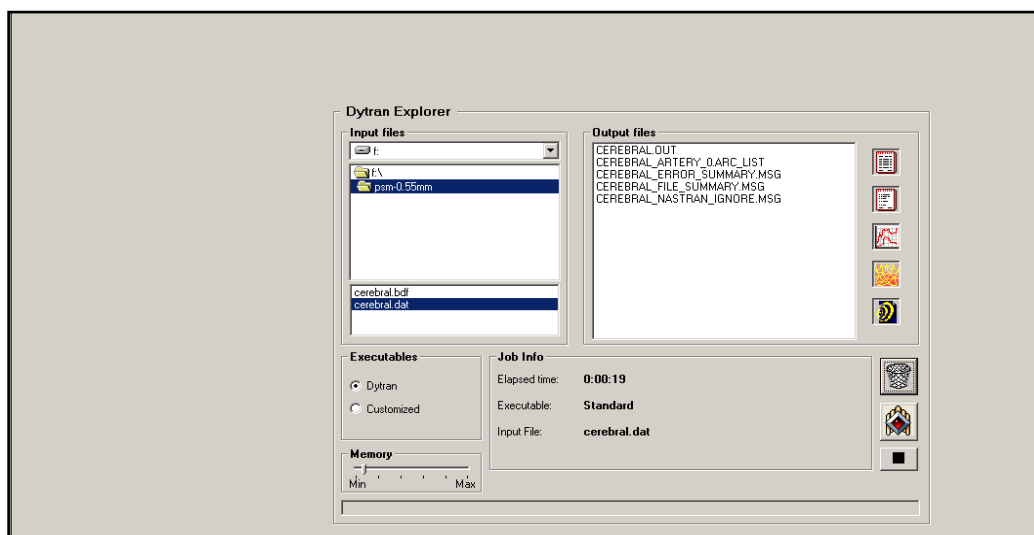 Dytran Explorer
Input files
f:
f:\
psm-0.55mm
cerebral.bdf
cerebral.dat
Output files
CEREBRAL.OUT
CEREBRAL_ARTERY_0.ARC_LIST
CEREBRAL_ERROR_SUMMARY.MSG
CEREBRAL_FILE_SUMMARY.MSG
CEREBRAL_NASTRAN_IGNORE.MSG
Executables
Dytran
Customized
Memory
Min Max
Job Info
Elapsed time: 0:00:19
Executable: Standard
Input File: cerebral.dat